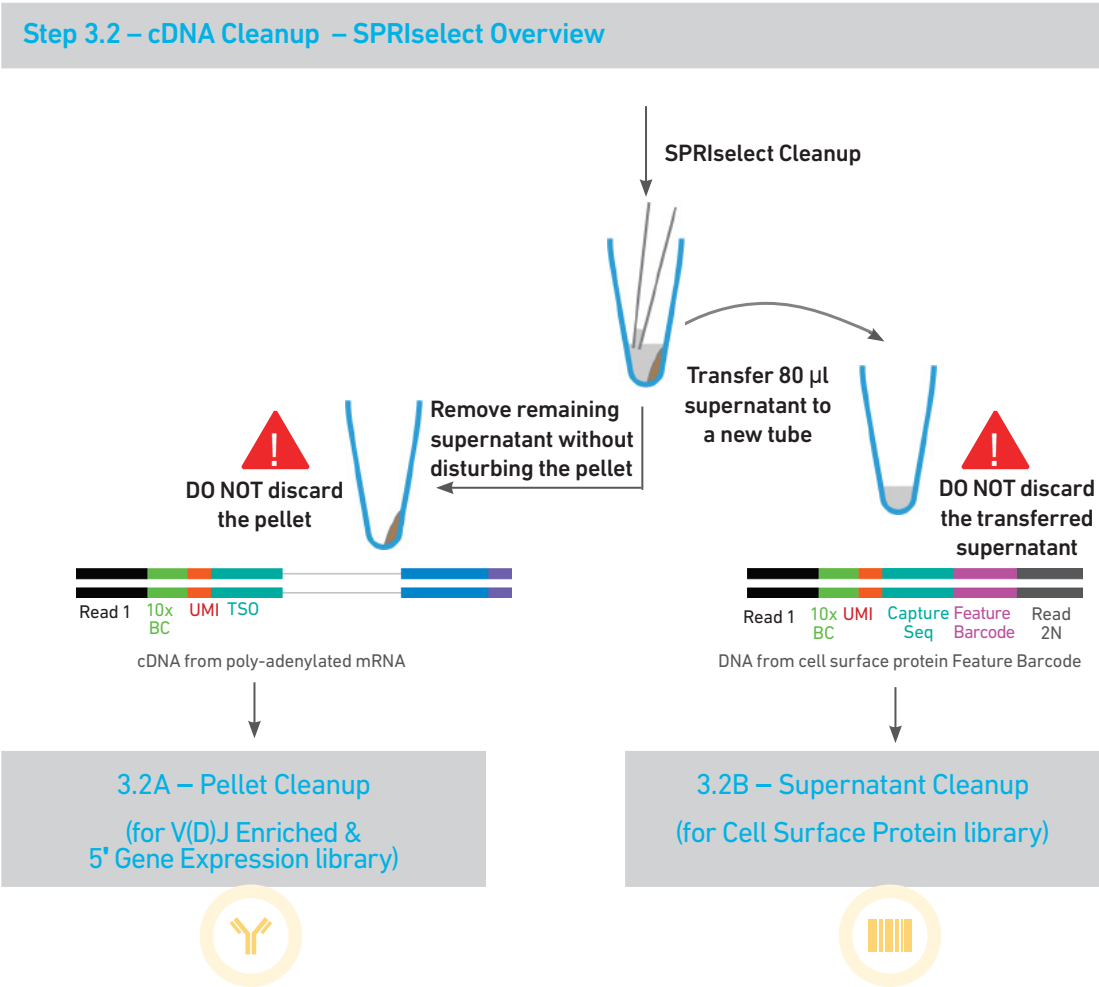 Step 3.2 – cDNA Cleanup – SPRIselect Overview
SPRIselect Cleanup
Transfer 80 µl
supernatant to
a new tube
Remove remaining
supernatant without
disturbing the pellet
!
DO NOT discard
the pellet
!
DO NOT discard
the transferred
supernatant
Read 1
10x
BC
UMI
TSO
cDNA from poly-adenylated mRNA
Read 1
10x
BC
UMI
Capture
Seq
Feature
Barcode
Read
2N
DNA from cell surface protein Feature Barcode
3.2A – Pellet Cleanup
(for V(D)J Enriched &
5' Gene Expression library)
3.2B – Supernatant Cleanup
(for Cell Surface Protein library)